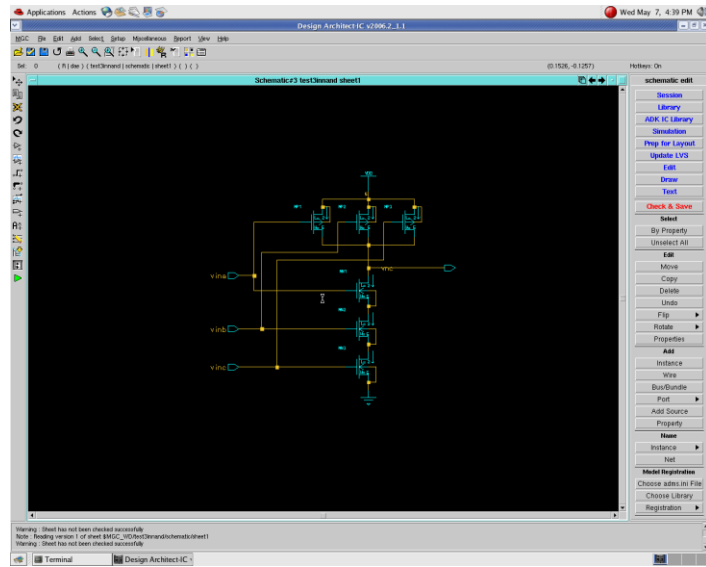 Applications Actions Wed May 7, 4:39 PM
Design Architect-IC v2006.2_1.1
MGC File Edit Add Select Setup Miscellaneous Report View Help
Sel: 0 (0.1526, -0.1257) Hotkeys: On
Schematic#3 test3innand sheet1
schematic edit
Session
Library
ADK IC Library
Simulation
Prep for Layout
Update LVS
Edit
Draw
Text
Check & Save
Select
By Property
Unselect All
Edit
Move
Copy
Delete
Undo
Flip
Rotate
Properties
Add
Instance
Wire
Bus/Bundle
Port
Add Source
Property
Name
Instance
Net
Model Registration
Choose adms.ini File
Choose Library
Registration
VDD
vina
vinb
vinc
Warning : Sheet has not been checked successfully
Note : Reading version 1 of sheet $MGC_WD/test3innand/schematic/sheet1
Warning : Sheet has not been checked successfully
Terminal Design Architect-IC